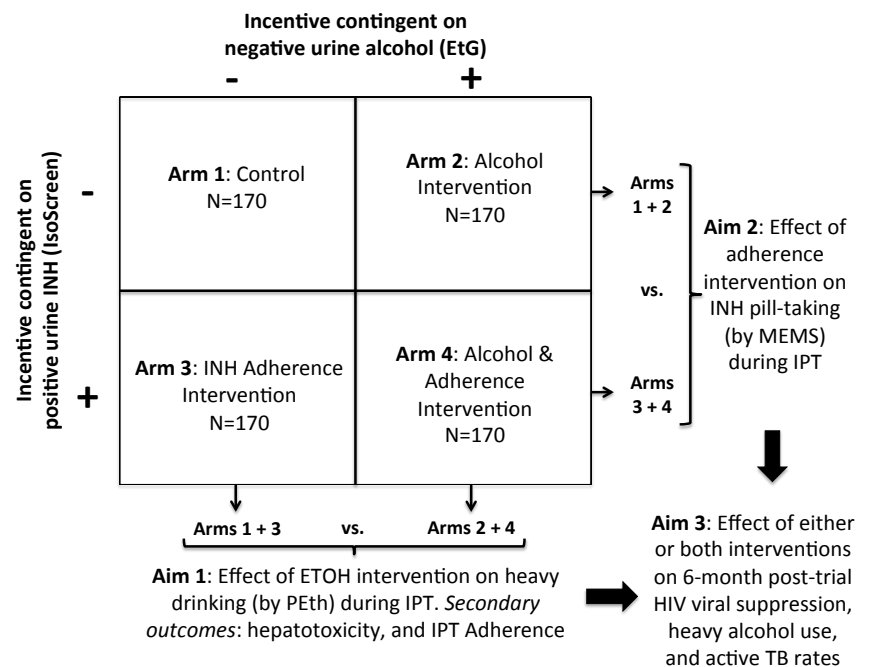 Incentive contingent on
negative urine alcohol (EtG)
- +
Incentive contingent on
positive urine INH (IsoScreen)
-
+
Arm 1: Control
N=170
Arm 2: Alcohol
Intervention
N=170
Arm 3: INH Adherence
Intervention
N=170
Arm 4: Alcohol &
Adherence
Intervention
N=170
Arms
1 + 2
vs.
Arms
3 + 4
Aim 2: Effect of
adherence
intervention on
INH pill-taking
(by MEMS)
during IPT
Arms 1 + 3 vs. Arms 2 + 4
Aim 1: Effect of ETOH intervention on heavy
drinking (by PEth) during IPT. Secondary
outcomes: hepatotoxicity, and IPT Adherence
Aim 3: Effect of either
or both interventions
on 6-month post-trial
HIV viral suppression,
heavy alcohol use,
and active TB rates